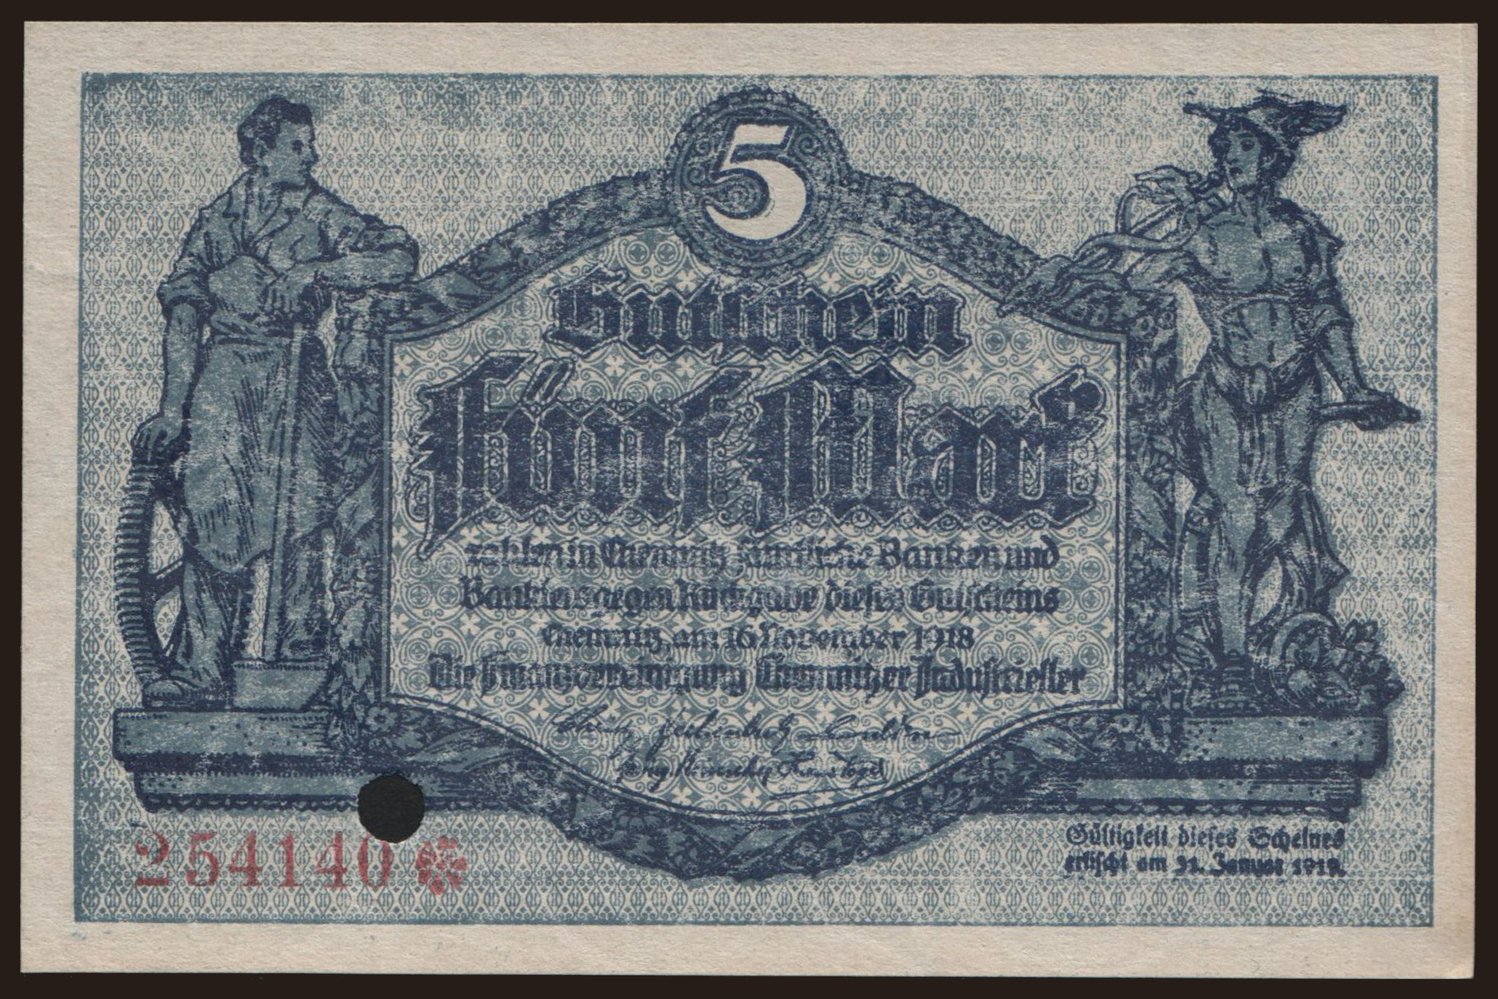 5
Gutschein
Fünf Mark
zahlen in Chemnitz sämtliche Banken und
Bankiers gegen Rückgabe dieses Gutscheins
Chemnitz am 16 November 1918
Die Finanzvereinigung Chemnitzer Industrieller
254140
Gültigkeit dieses Scheines
erlischt am 31. Januar 1919.